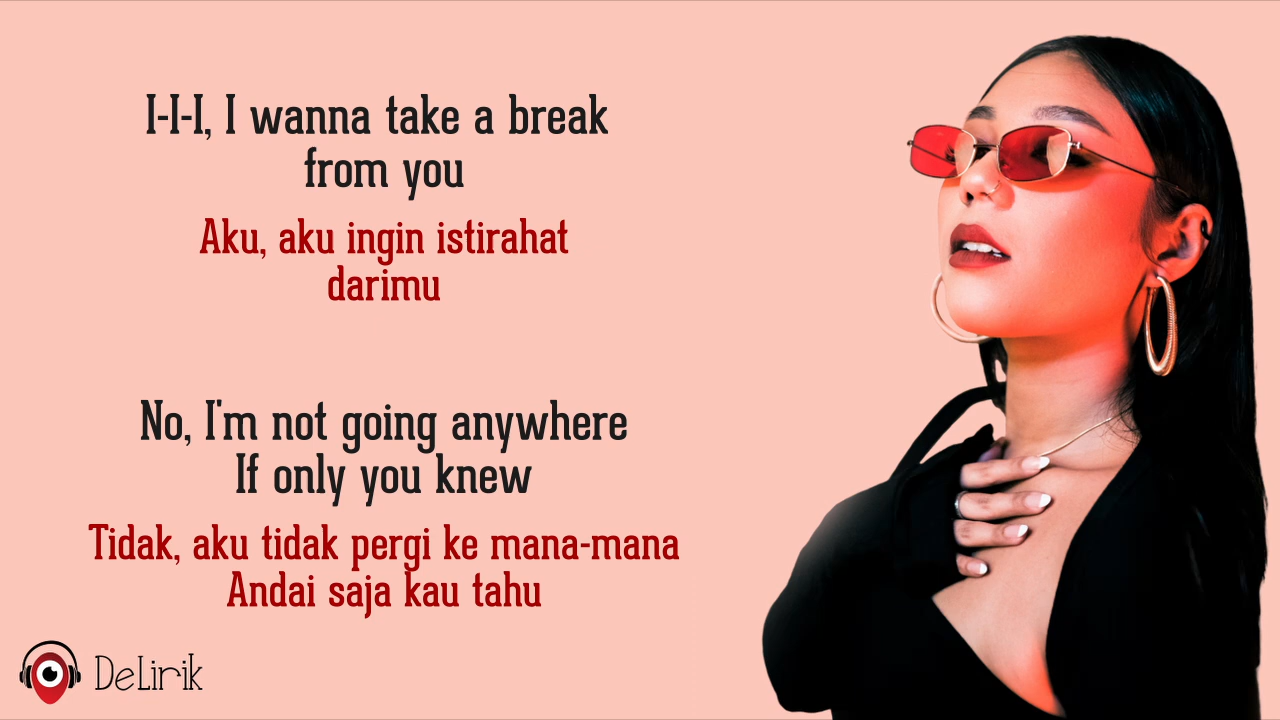 I-I-I, I wanna take a break
from you
Aku, aku ingin istirahat
darimu
No, I'm not going anywhere
If only you knew
Tidak, aku tidak pergi ke mana-mana
Andai saja kau tahu
DeLirik